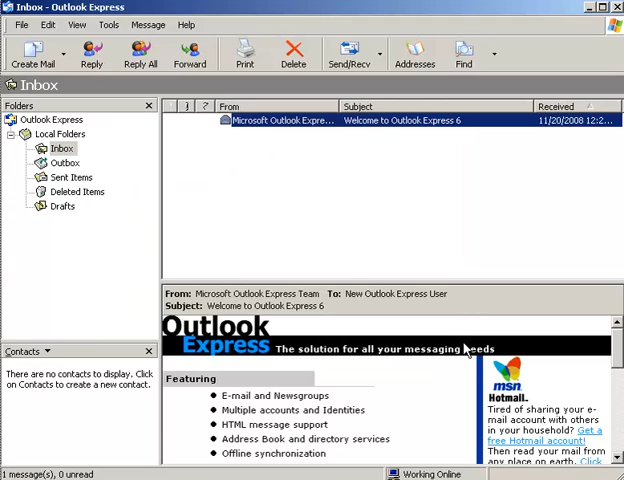 Inbox - Outlook Express
File Edit View Tools Message Help
Create Mail Reply Reply All Forward Print Delete Send/Recv Addresses Find
Inbox
Folders
! ? From Subject Received
Outlook Express
Microsoft Outlook Expre... Welcome to Outlook Express 6 11/20/2008 12:2...
Local Folders
Inbox
Outbox
Sent Items
Deleted Items
Drafts
From: Microsoft Outlook Express Team To: New Outlook Express User
Subject: Welcome to Outlook Express 6
Outlook
Express The solution for all your messaging needs
Contacts
There are no contacts to display. Click
on Contacts to create a new contact.
Featuring
E-mail and Newsgroups
Multiple accounts and Identities
HTML message support
Address Book and directory services
Offline synchronization
msn
Hotmail.
Tired of sharing your e-
mail account with others
in your household? Get a
free Hotmail account!
Then read your mail from
any place on earth. Click
1 message(s), 0 unread
Working Online